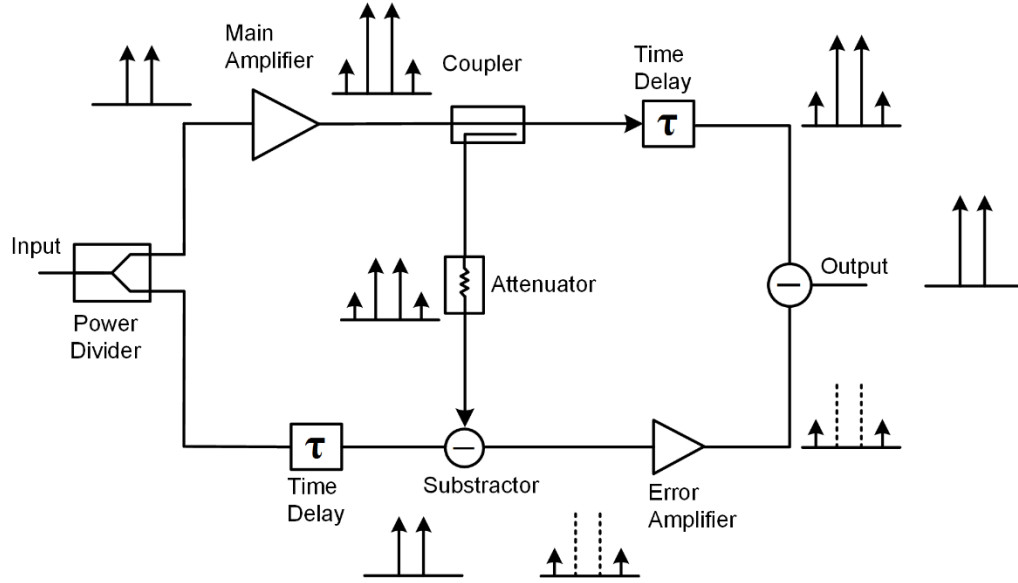 Main
Amplifier
Coupler
Time
Delay
τ
Input
Power
Divider
Attenuator
Output
τ
Time
Delay
Substractor
Error
Amplifier